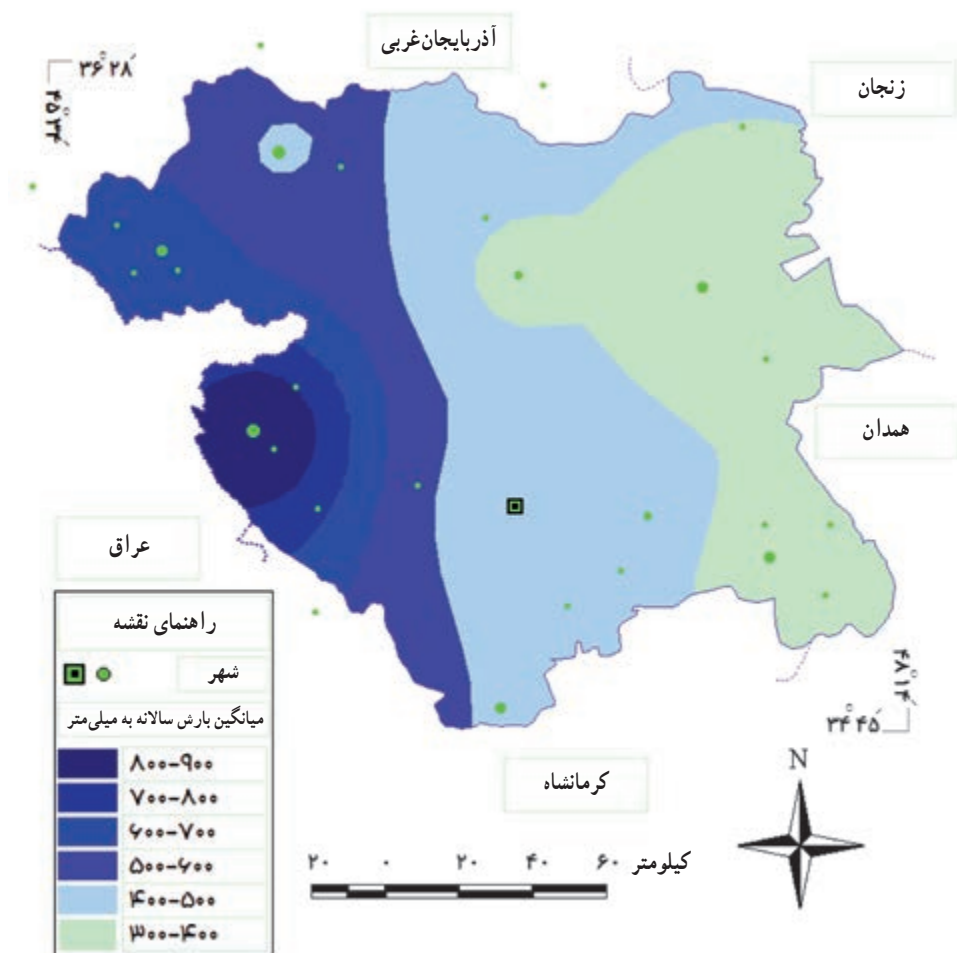 آذربایجان‌غربی
۳۶° ۲۸′
۴۵° ۳۴′
زنجان
همدان
عراق
راهنمای نقشه
شهر
میانگین بارش سالانه به میلی‌متر
۸۰۰-۹۰۰
۷۰۰-۸۰۰
۶۰۰-۷۰۰
۵۰۰-۶۰۰
۴۰۰-۵۰۰
۳۰۰-۴۰۰
۴۸° ۱۴′
۳۴° ۴۵′
کرمانشاه
N
۲۰ ۰ ۲۰ ۴۰ ۶۰ کیلومتر